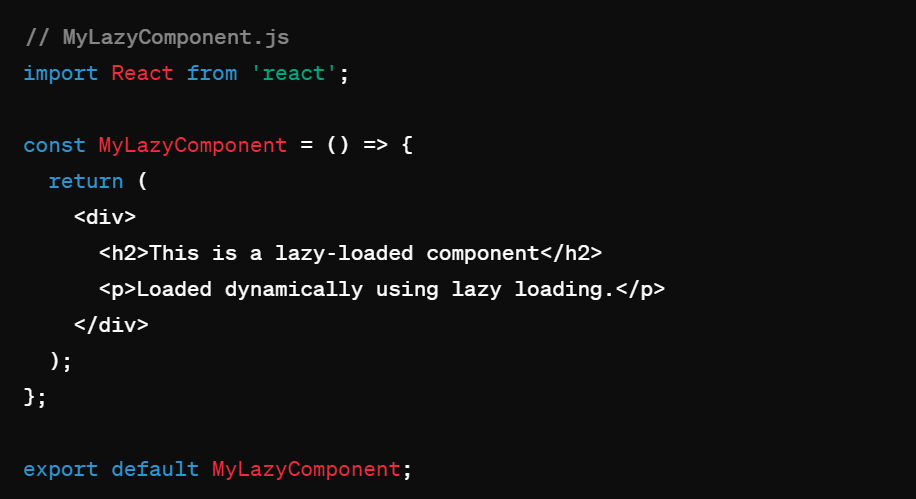 // MyLazyComponent.js
import React from 'react';
const MyLazyComponent = () => {
return (
<div>
<h2>This is a lazy-loaded component</h2>
<p>Loaded dynamically using lazy loading.</p>
</div>
);
};
export default MyLazyComponent;